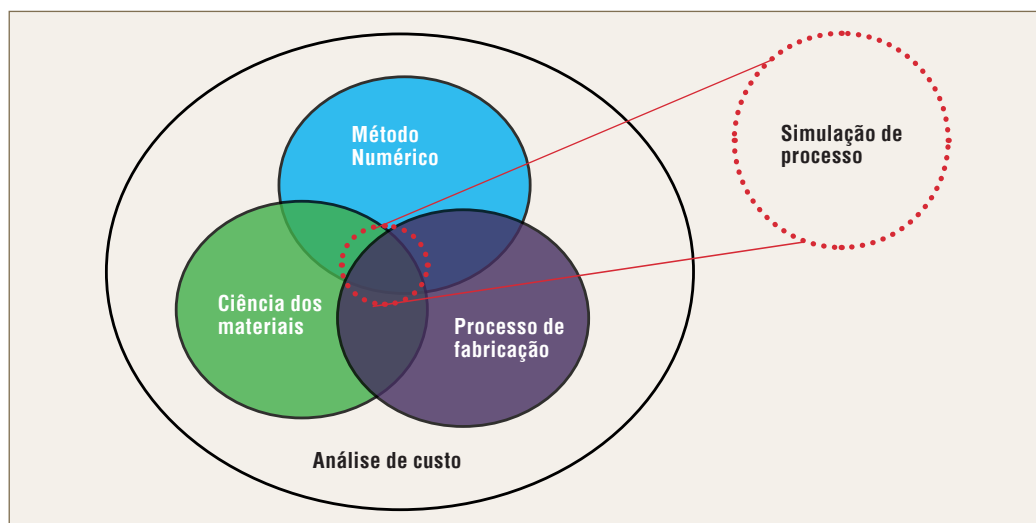 Método
Numérico
Simulação de
processo
Ciência dos
materiais
Processo de
fabricação
Análise de custo